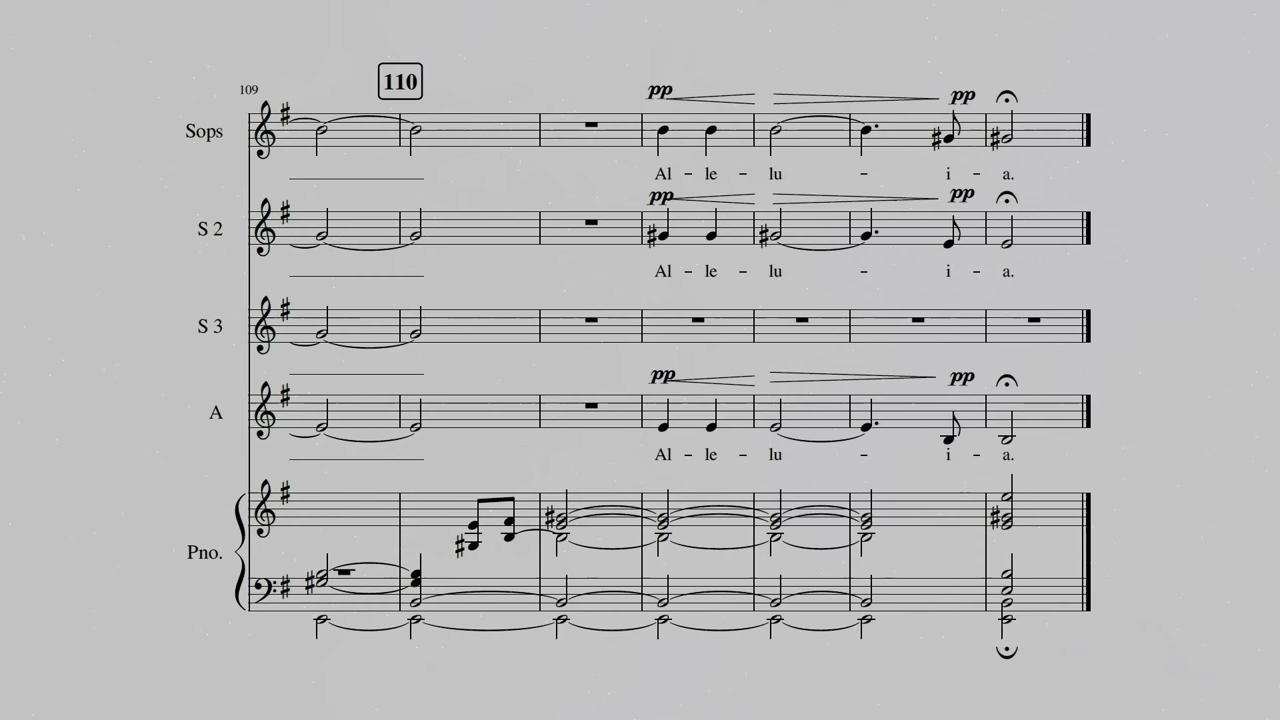 109
110
Sops
pp pp
Al - le - lu - i - a.
S 2
pp pp
Al - le - lu - i - a.
S 3
A
pp pp
Al - le - lu - i - a.
Pno.